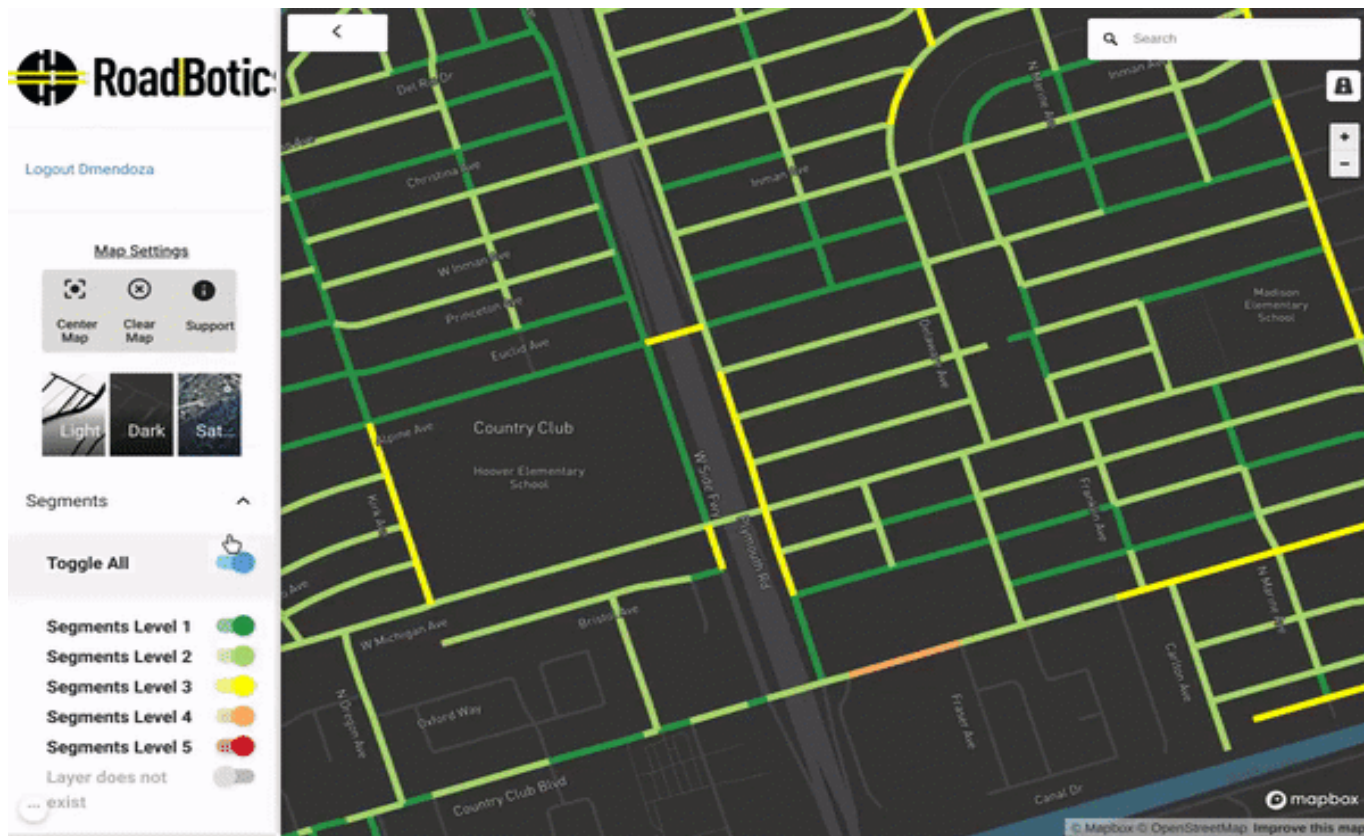 RoadBotics
Logout Dmendoza
Map Settings
Center
Map
Clear
Map
Support
Light
Dark
Sat...
Segments
Toggle All
Segments Level 1
Segments Level 2
Segments Level 3
Segments Level 4
Segments Level 5
Layer does not
... exist
Search
+
−
Del Rio Dr
Inman Ave
N Marine Ave
Christina Ave
Inman Ave
W Inman Ave
Princeton Ave
Euclid Ave
Madison
Elementary
School
Delaware Ave
Alpine Ave
Country Club
Hoover Elementary
School
Kirk Ave
W Side Fwy
Plymouth Rd
Franklin Ave
N Marine Ave
W Michigan Ave
Bristol Ave
Carlton Ave
N Oregon Ave
Oxford Way
Fraser Ave
Country Club Blvd
Canal Dr
mapbox
© Mapbox © OpenStreetMap Improve this map